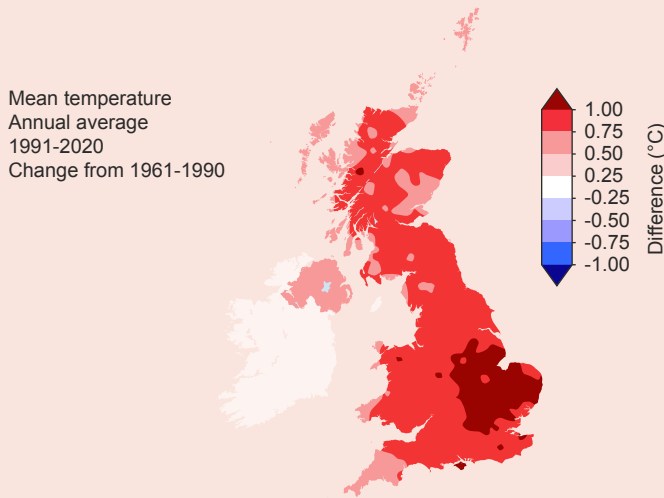 Mean temperature
Annual average
1991-2020
Change from 1961-1990
1.00
0.75
0.50
0.25
-0.25
-0.50
-0.75
-1.00
Difference (°C)